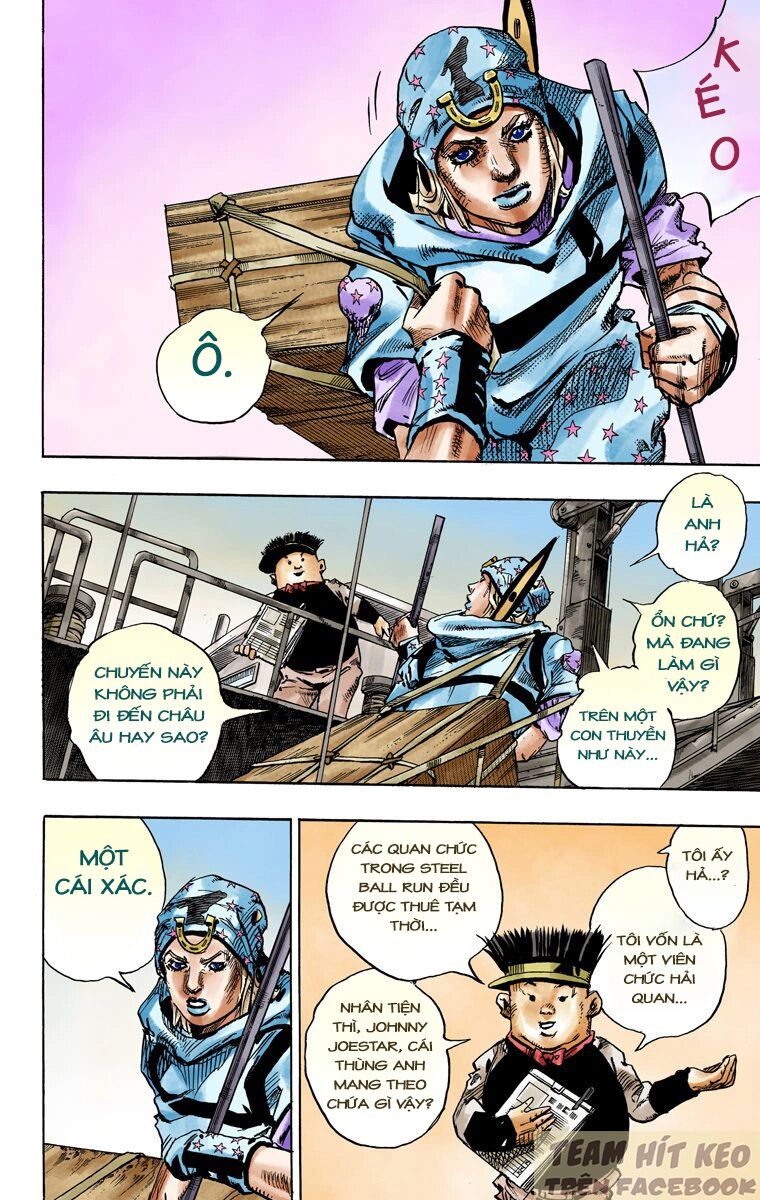 KÉO
Ô.
LÀ
ANH
HẢ?
ỔN CHỨ?
MÀ ĐANG
LÀM GÌ
VẬY?
TRÊN MỘT
CON THUYỀN
NHƯ NÀY...
CHUYẾN NÀY
KHÔNG PHẢI
ĐI ĐẾN CHÂU
ÂU HAY SAO?
TÔI ẤY
HẢ...?
TÔI VỐN LÀ
MỘT VIÊN
CHỨC HẢI
QUAN...
CÁC QUAN CHỨC
TRONG STEEL
BALL RUN ĐỀU
ĐƯỢC THUÊ TẠM
THỜI...
NHÂN TIỆN
THÌ, JOHNNY
JOESTAR, CÁI
THÙNG ANH
MANG THEO
CHỨA GÌ VẬY?
MỘT
CÁI XÁC.
TEAM HÍT KEO
TRÊN FACEBOOK